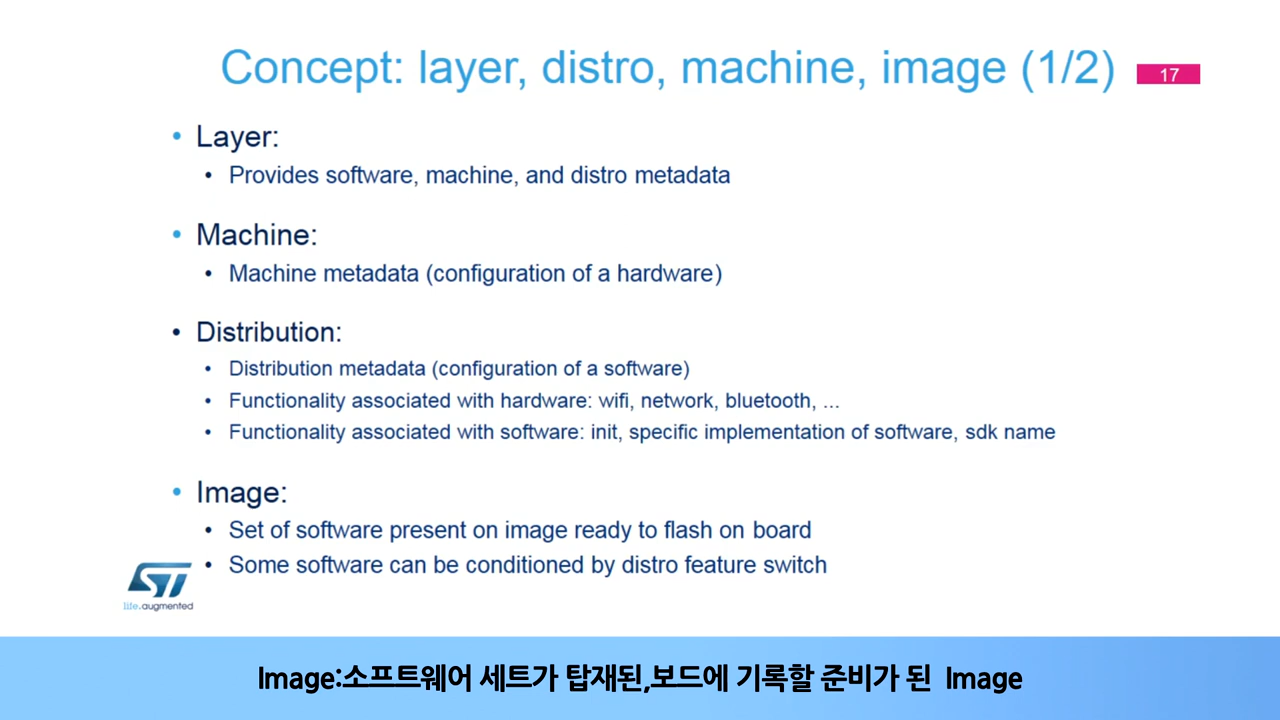 Concept: layer, distro, machine, image (1/2)
17
• Layer:
• Provides software, machine, and distro metadata
• Machine:
• Machine metadata (configuration of a hardware)
• Distribution:
• Distribution metadata (configuration of a software)
• Functionality associated with hardware: wifi, network, bluetooth, ...
• Functionality associated with software: init, specific implementation of software, sdk name
• Image:
• Set of software present on image ready to flash on board
• Some software can be conditioned by distro feature switch
ST
life.augmented
Image:소프트웨어 세트가 탑재된,보드에 기록할 준비가 된 Image